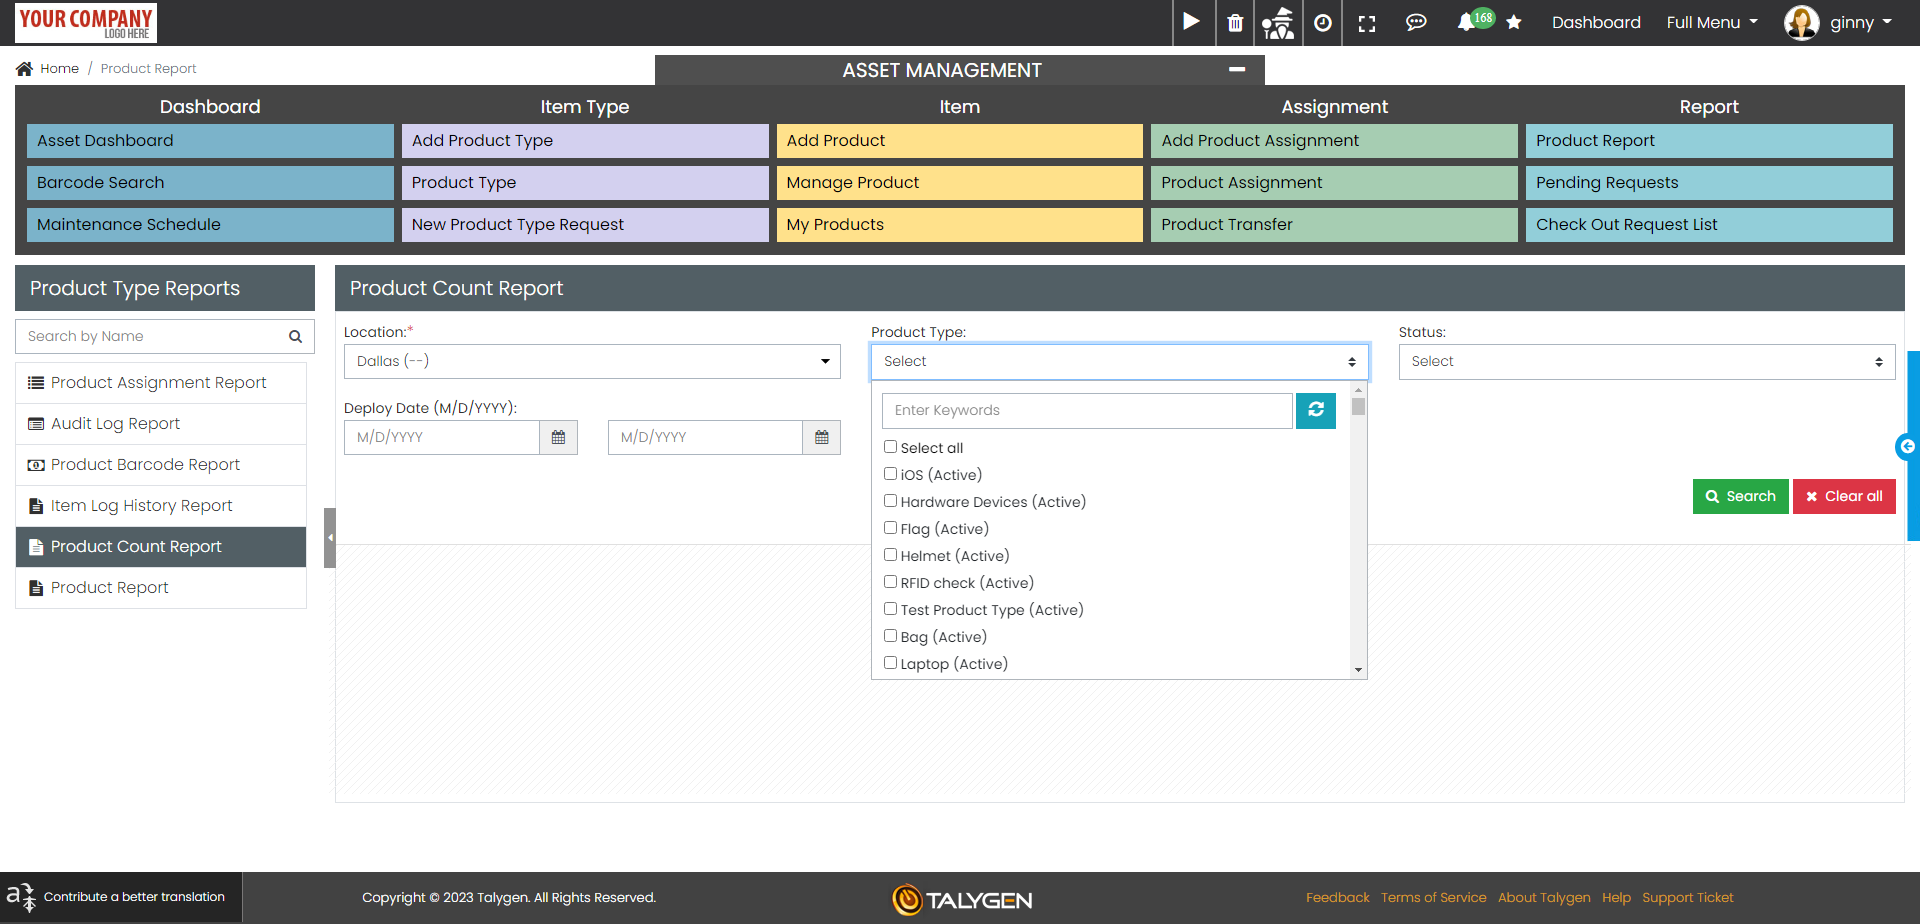 YOUR COMPANY
LOGO HERE
168
Dashboard
Full Menu
ginny
Home / Product Report
ASSET MANAGEMENT
Dashboard
Item Type
Item
Assignment
Report
Asset Dashboard
Add Product Type
Add Product
Add Product Assignment
Product Report
Barcode Search
Product Type
Manage Product
Product Assignment
Pending Requests
Maintenance Schedule
New Product Type Request
My Products
Product Transfer
Check Out Request List
Product Type Reports
Search by Name
Product Assignment Report
Audit Log Report
Product Barcode Report
Item Log History Report
Product Count Report
Product Report
Product Count Report
Location:*
Dallas (--)
Product Type:
Select
Status:
Select
Deploy Date (M/D/YYYY):
M/D/YYYY
M/D/YYYY
Enter Keywords
Select all
iOS (Active)
Hardware Devices (Active)
Flag (Active)
Helmet (Active)
RFID check (Active)
Test Product Type (Active)
Bag (Active)
Laptop (Active)
Search
Clear all
Contribute a better translation
Copyright © 2023 Talygen. All Rights Reserved.
TALYGEN
Feedback
Terms of Service
About Talygen
Help
Support Ticket